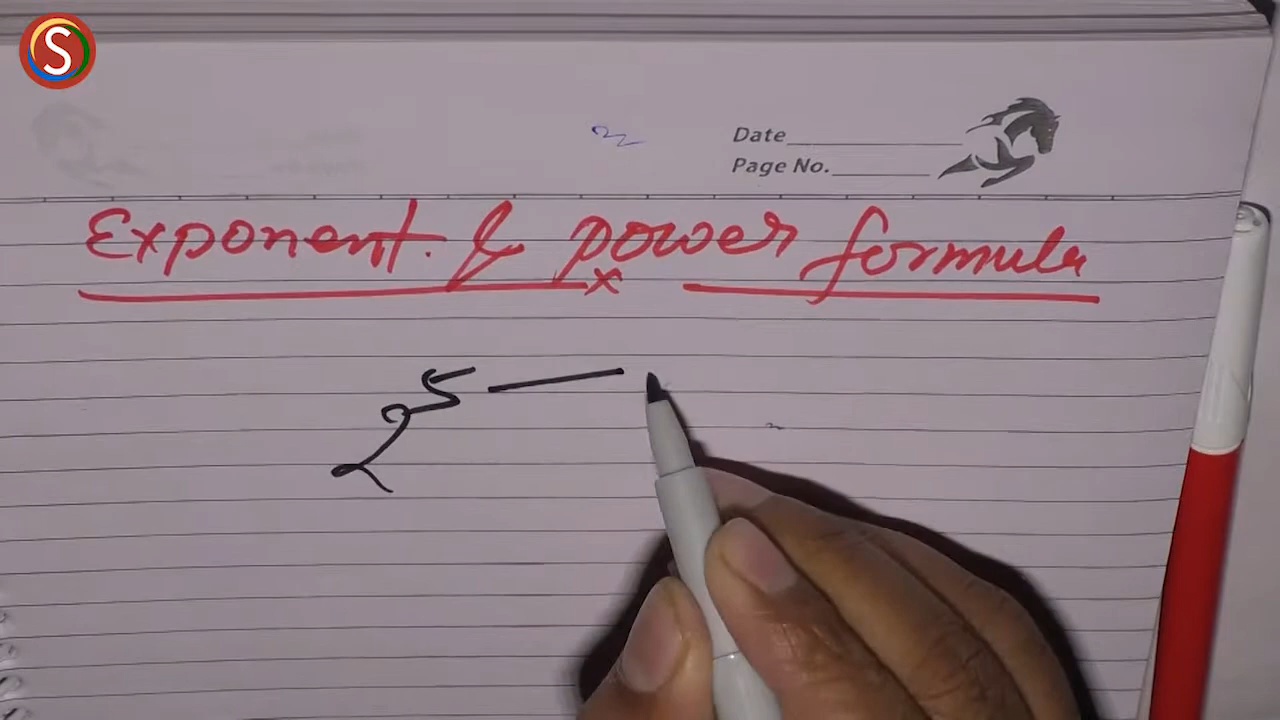 S
Date
Page No.
Exponent & power formula
2⁵ —